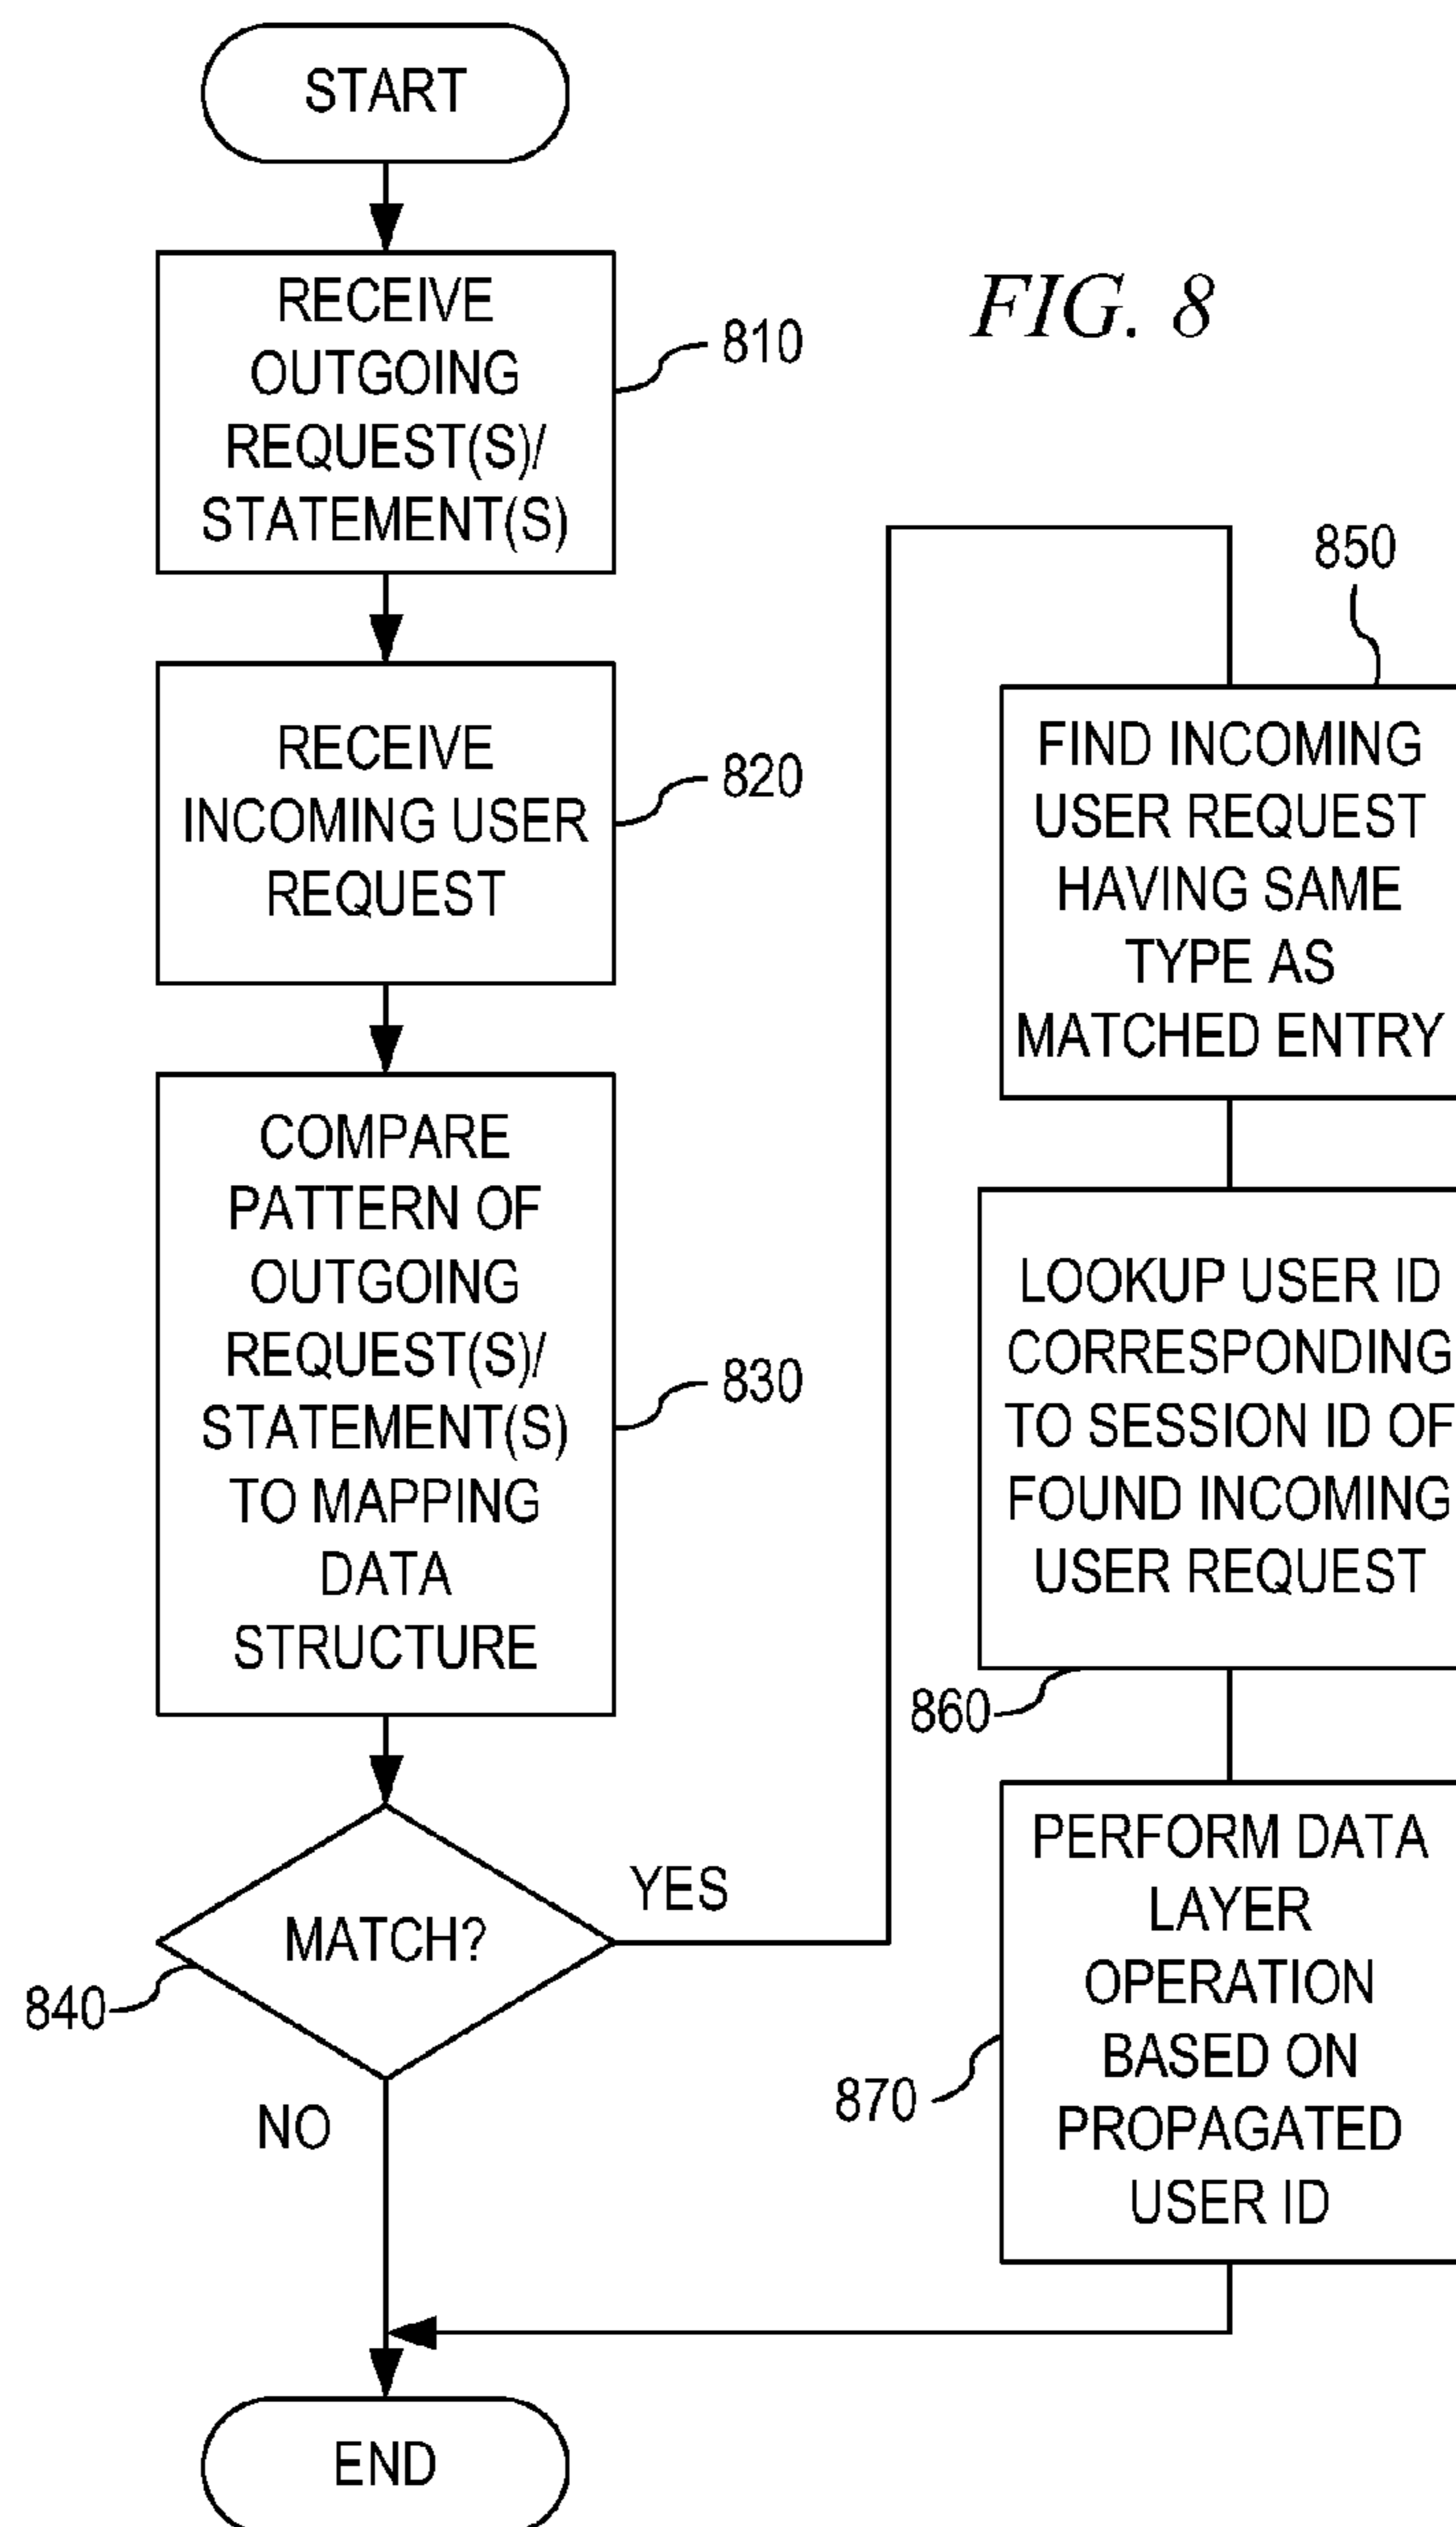 START
FIG. 8
RECEIVE
OUTGOING
REQUEST(S)/
STATEMENT(S)
810
RECEIVE
INCOMING USER
REQUEST
820
COMPARE
PATTERN OF
OUTGOING
REQUEST(S)/
STATEMENT(S)
TO MAPPING
DATA
STRUCTURE
830
MATCH?
840
YES
NO
850
FIND INCOMING
USER REQUEST
HAVING SAME
TYPE AS
MATCHED ENTRY
LOOKUP USER ID
CORRESPONDING
TO SESSION ID OF
FOUND INCOMING
USER REQUEST
860
PERFORM DATA
LAYER
OPERATION
BASED ON
PROPAGATED
USER ID
870
END